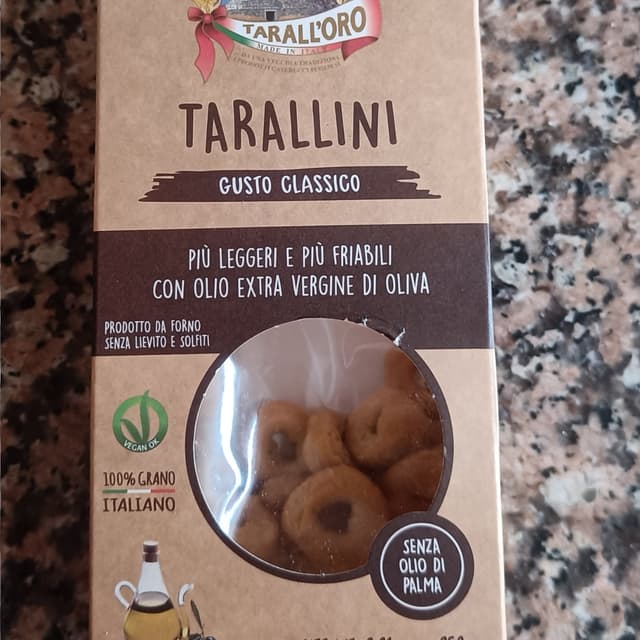 TARALL'ORO
MADE IN ITALY
TARALLINI
GUSTO CLASSICO
PIÙ LEGGERI E PIÙ FRIABILI
CON OLIO EXTRA VERGINE DI OLIVA
PRODOTTO DA FORNO
SENZA LIEVITO E SOLFITI
VEGAN OK
100% GRANO
ITALIANO
SENZA
OLIO DI
PALMA